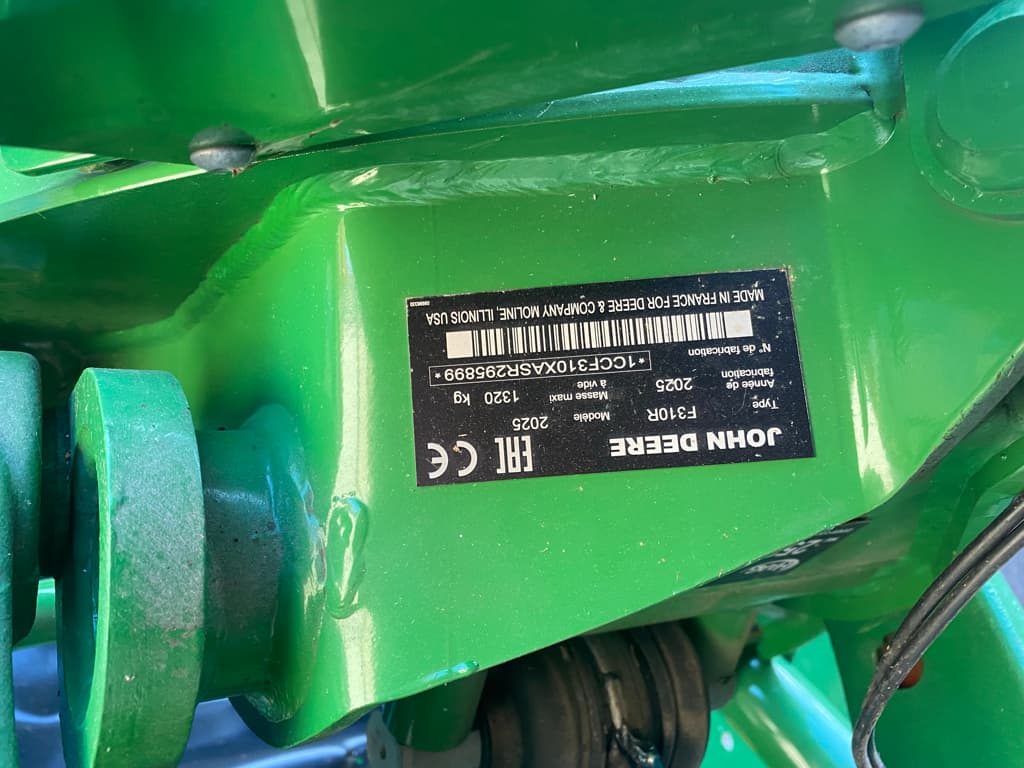 JOHN DEERE EAC CE
Type F310R Modèle 2025
Année de fabrication 2025 Masse maxi à vide 1320 kg
N° de fabrication *1CCF310XASR295899*
MADE IN FRANCE FOR DEERE & COMPANY MOLINE, ILLINOIS USA